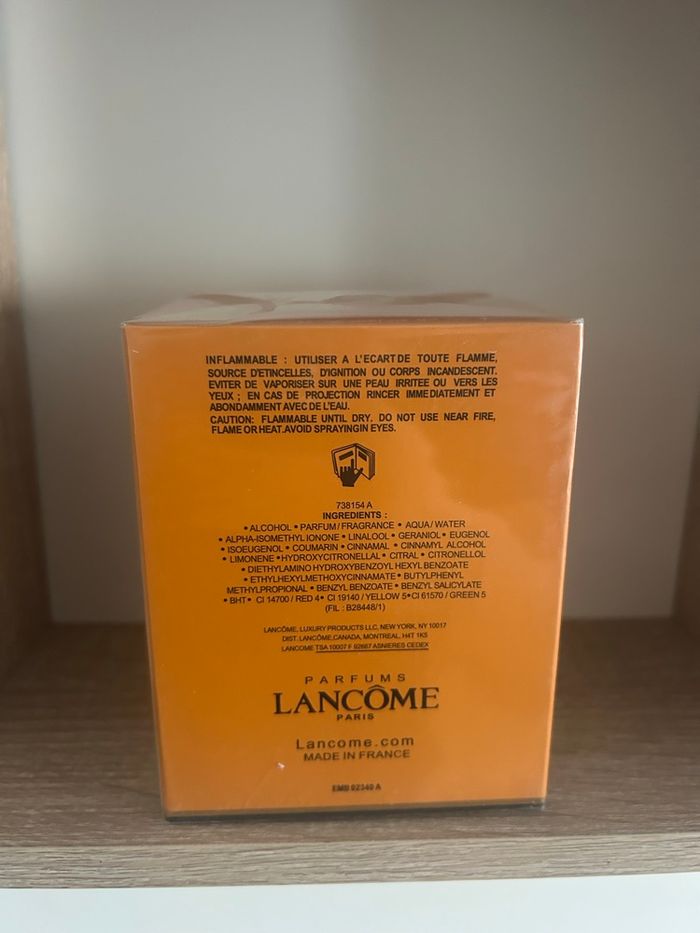 INFLAMMABLE : UTILISER A L'ECART DE TOUTE FLAMME,
SOURCE D'ETINCELLES, D'IGNITION OU CORPS INCANDESCENT.
EVITER DE VAPORISER SUR UNE PEAU IRRITEE OU VERS LES
YEUX ; EN CAS DE PROJECTION RINCER IMMEDIATEMENT ET
ABONDAMMENT AVEC DE L'EAU.
CAUTION: FLAMMABLE UNTIL DRY. DO NOT USE NEAR FIRE,
FLAME OR HEAT.AVOID SPRAYINGIN EYES.
738154 A
INGREDIENTS :
• ALCOHOL • PARFUM / FRAGRANCE • AQUA / WATER
• ALPHA-ISOMETHYL IONONE • LINALOOL • GERANIOL • EUGENOL
• ISOEUGENOL • COUMARIN • CINNAMAL • CINNAMYL ALCOHOL
• LIMONENE • HYDROXYCITRONELLAL • CITRAL • CITRONELLOL
• DIETHYLAMINO HYDROXYBENZOYL HEXYL BENZOATE
• ETHYLHEXYLMETHOXYCINNAMATE • BUTYLPHENYL
METHYLPROPIONAL • BENZYL BENZOATE • BENZYL SALICYLATE
• BHT • CI 14700 / RED 4 • CI 19140 / YELLOW 5 • CI 61570 / GREEN 5
(FIL : B28448/1)
LANCÔME, LUXURY PRODUCTS LLC, NEW YORK, NY 10017
DIST. LANCÔME,CANADA, MONTREAL, H4T 1K5
LANCOME TSA 10007 F 92667 ASNIERES CEDEX
PARFUMS
LANCÔME
PARIS
Lancome.com
MADE IN FRANCE
EMB 02340 A